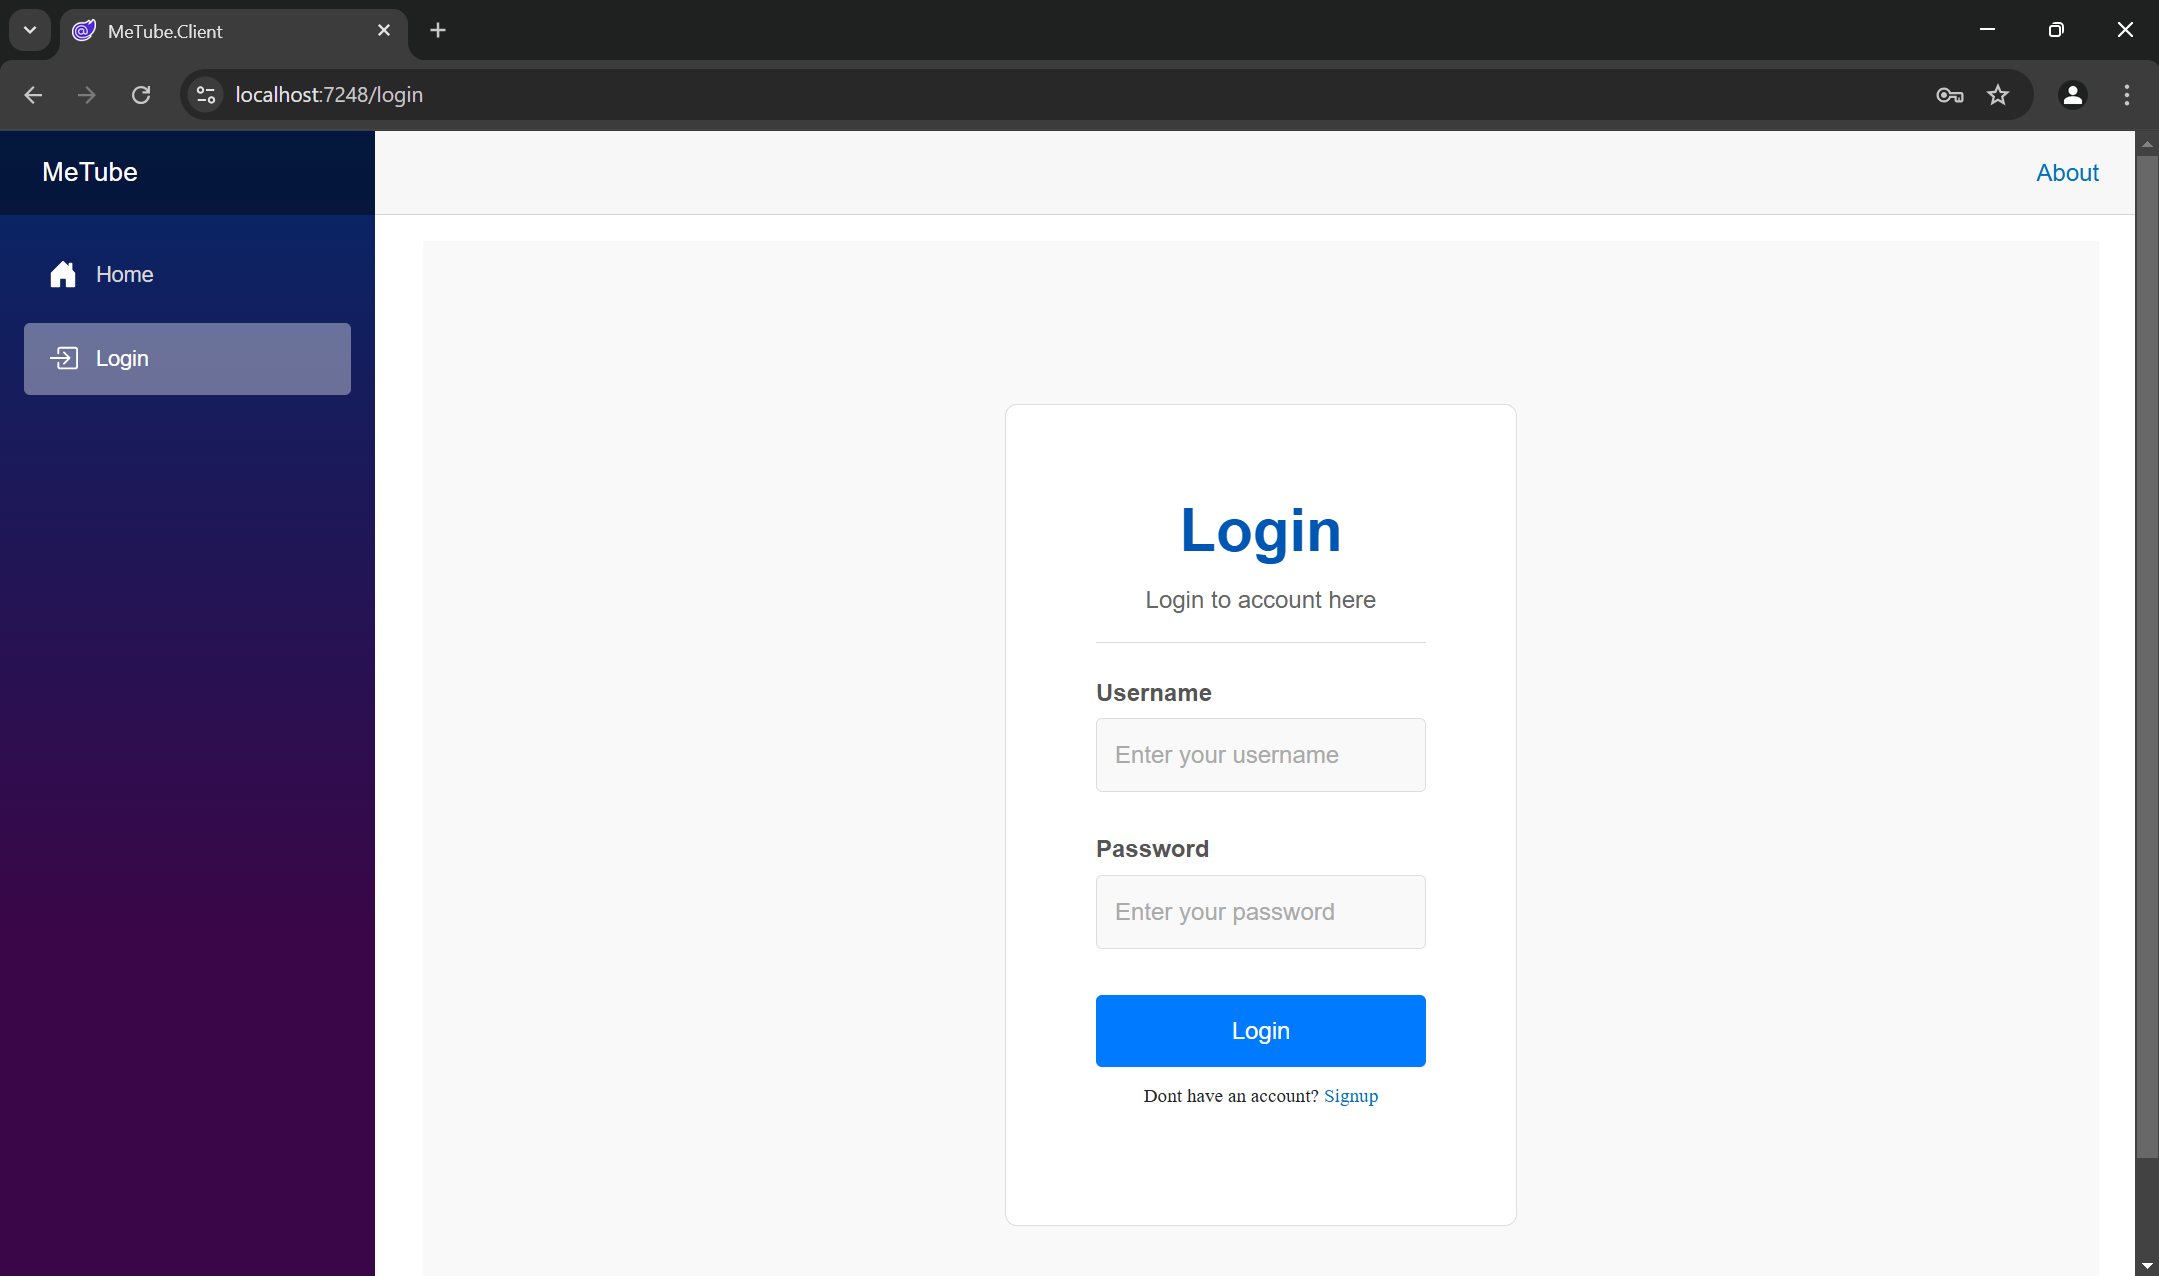 MeTube.Client
localhost:7248/login
MeTube
About
Home
Login
Login
Login to account here
Username
Enter your username
Password
Enter your password
Login
Dont have an account? Signup